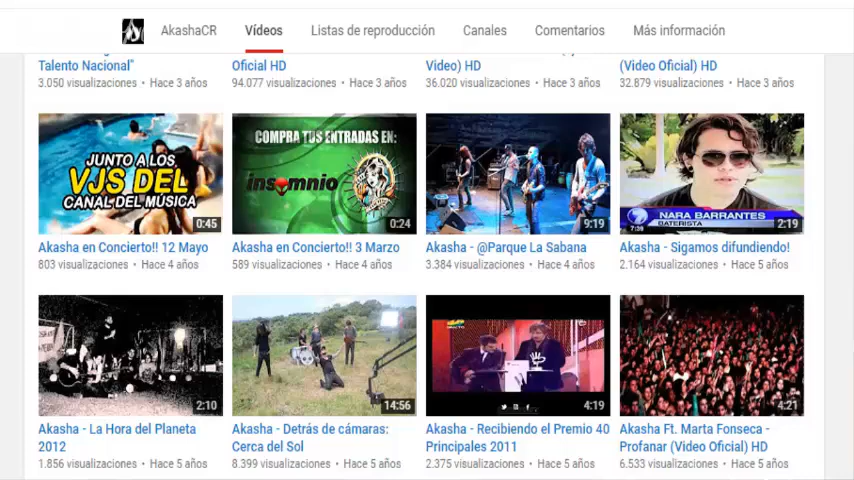 AkashaCR Vídeos Listas de reproducción Canales Comentarios Más información
Talento Nacional" Oficial HD Video) HD (Video Oficial) HD
3.050 visualizaciones • Hace 3 años 94.077 visualizaciones • Hace 3 años 36.020 visualizaciones • Hace 3 años 32.879 visualizaciones • Hace 3 años
JUNTO A LOS
VJS DEL
CANAL DEL MÚSICA
0:45
COMPRA TUS ENTRADAS EN:
insomnio
0:24
9:19
NARA BARRANTES
BATERISTA
7:39
2:19
Akasha en Concierto!! 12 Mayo Akasha en Concierto!! 3 Marzo Akasha - @Parque La Sabana Akasha - Sigamos difundiendo!
803 visualizaciones • Hace 4 años 589 visualizaciones • Hace 4 años 3.384 visualizaciones • Hace 4 años 2.164 visualizaciones • Hace 5 años
2:10 14:56 4:19 4:21
Akasha - La Hora del Planeta Akasha - Detrás de cámaras: Akasha - Recibiendo el Premio 40 Akasha Ft. Marta Fonseca -
2012 Cerca del Sol Principales 2011 Profanar (Video Oficial) HD
1.856 visualizaciones • Hace 5 años 8.399 visualizaciones • Hace 5 años 2.375 visualizaciones • Hace 5 años 6.533 visualizaciones • Hace 5 años